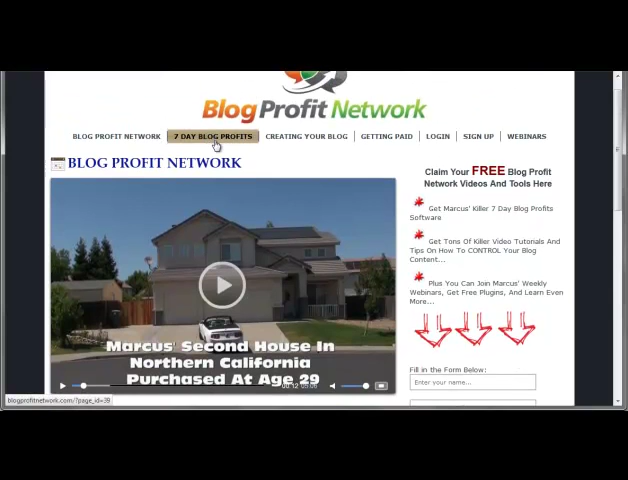 Blog Profit Network
BLOG PROFIT NETWORK
7 DAY BLOG PROFITS
CREATING YOUR BLOG
GETTING PAID
LOGIN
SIGN UP
WEBINARS
BLOG PROFIT NETWORK
Marcus' Second House In
Northern California
Purchased At Age 29
Claim Your FREE Blog Profit
Network Videos And Tools Here
Get Marcus' Killer 7 Day Blog Profits
Software
Get Tons Of Killer Video Tutorials And
Tips On How To CONTROL Your Blog
Content...
Plus You Can Join Marcus' Weekly
Webinars, Get Free Plugins, And Learn Even
More...
Fill in the Form Below:
Enter your name...
blogprofitnetwork.com/?page_id=39